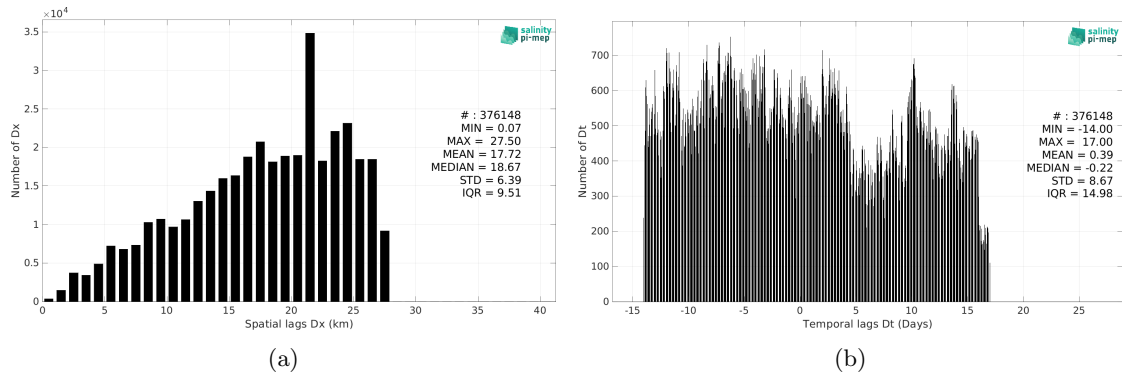 ×10⁴
3.5
3
2.5
2
1.5
1
0.5
0
Number of Dx
0 5 10 15 20 25 30 35 40
Spatial lags Dx (km)
salinity
pi-mep
# : 376148
MIN = 0.07
MAX = 27.50
MEAN = 17.72
MEDIAN = 18.67
STD = 6.39
IQR = 9.51
(a)
700
600
500
400
300
200
100
0
Number of Dt
-15 -10 -5 0 5 10 15 20 25
Temporal lags Dt (Days)
salinity
pi-mep
# : 376148
MIN = -14.00
MAX = 17.00
MEAN = 0.39
MEDIAN = -0.22
STD = 8.67
IQR = 14.98
(b)